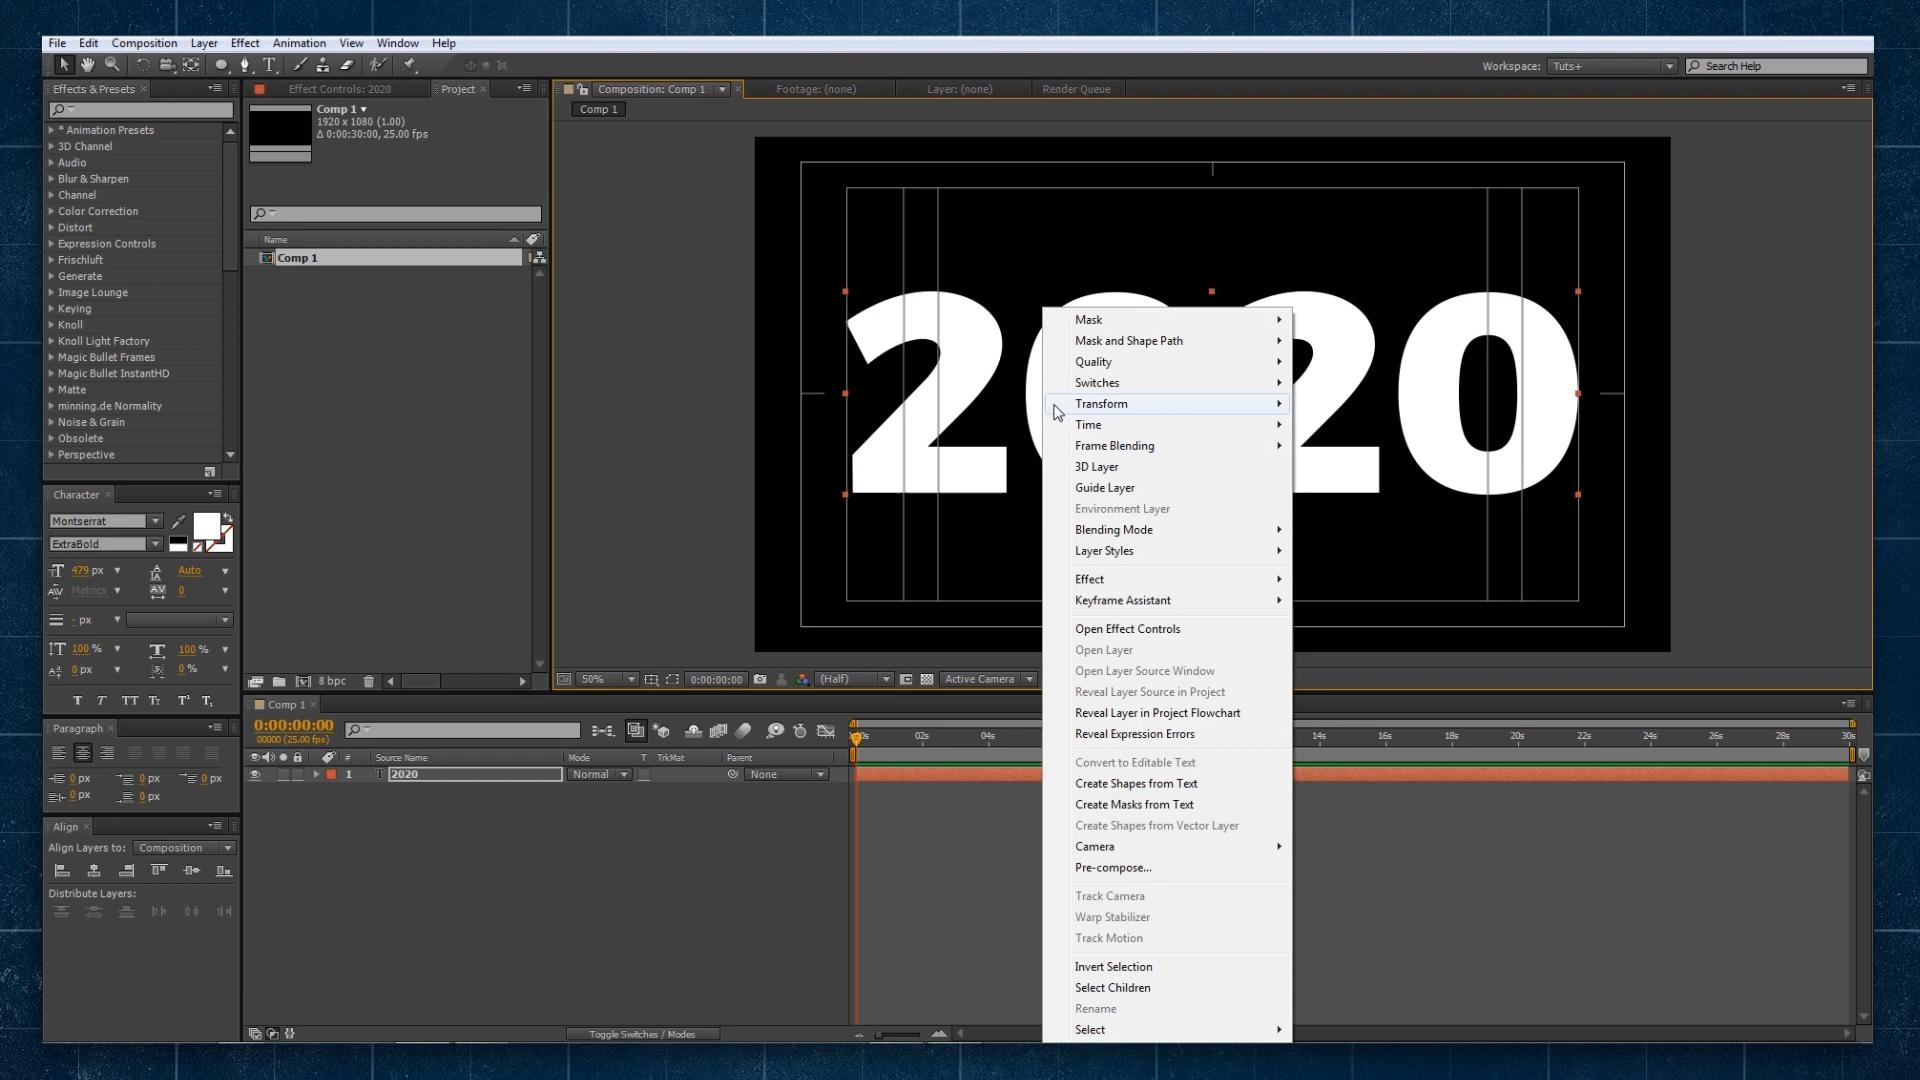 File Edit Composition Layer Effect Animation View Window Help
Workspace: Tuts+ Search Help
Effects & Presets
* Animation Presets
3D Channel
Audio
Blur & Sharpen
Channel
Color Correction
Distort
Expression Controls
Frischluft
Generate
Image Lounge
Keying
Knoll
Knoll Light Factory
Magic Bullet Frames
Magic Bullet InstantHD
Matte
minning.de Normality
Noise & Grain
Obsolete
Perspective
Character
Montserrat
ExtraBold
479 px Auto
Metrics 0
- px
100 % 100 %
0 px 0 %
Paragraph
0 px 0 px 0 px
0 px 0 px
Align
Align Layers to: Composition
Distribute Layers:
Effect Controls: 2020 Project
Comp 1
1920 x 1080 (1.00)
Δ 0:00:30:00, 25.00 fps
Name
Comp 1
8 bpc
Composition: Comp 1 Footage: (none) Layer: (none) Render Queue
Comp 1
2020
50% 0:00:00:00 (Half) Active Camera
Mask
Mask and Shape Path
Quality
Switches
Transform
Time
Frame Blending
3D Layer
Guide Layer
Environment Layer
Blending Mode
Layer Styles
Effect
Keyframe Assistant
Open Effect Controls
Open Layer
Open Layer Source Window
Reveal Layer Source in Project
Reveal Layer in Project Flowchart
Reveal Expression Errors
Convert to Editable Text
Create Shapes from Text
Create Masks from Text
Create Shapes from Vector Layer
Camera
Pre-compose...
Track Camera
Warp Stabilizer
Track Motion
Invert Selection
Select Children
Rename
Select
Comp 1
0:00:00:00
00000 (25.00 fps)
02s 04s 14s 16s 18s 20s 22s 24s 26s 28s 30s
# Source Name Mode T TrkMat Parent
1 T 2020 Normal None
Toggle Switches / Modes